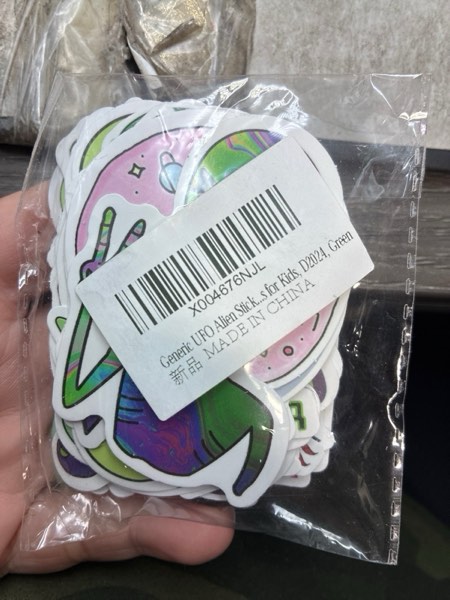 X004676NJL
Generic UFO Alien Stick...s for Kids, D2024, Green
新品 MADE IN CHINA